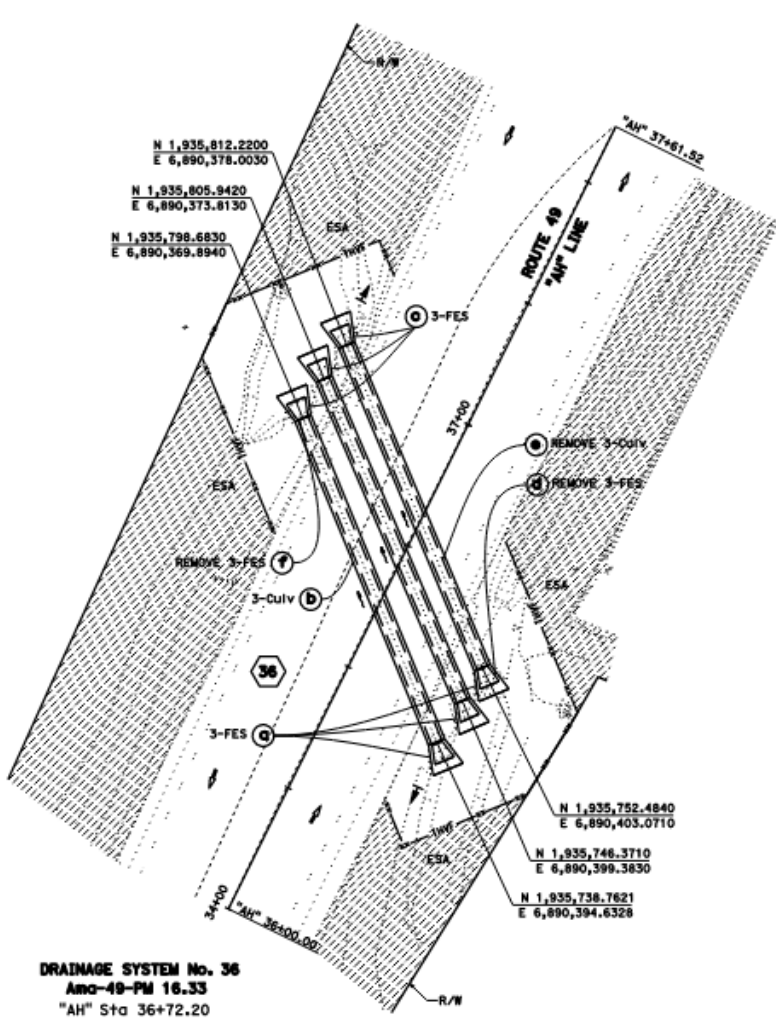 R/W
"AH" 37+61.52
N 1,935,812.2200
E 6,890,378.0030
N 1,935,805.9420
E 6,890,373.8130
N 1,935,798.6830
E 6,890,369.8940
ESA
THVF
ROUTE 49
"AH" LINE
a 3-FES
37+00
e REMOVE 3-Culv
d REMOVE 3-FES
THVF
ESA
REMOVE 3-FES f
3-Culv b
ESA
THVF
36
3-FES a
N 1,935,752.4840
E 6,890,403.0710
THVF
ESA
N 1,935,746.3710
E 6,890,399.3830
N 1,935,738.7621
E 6,890,394.6328
34+00
"AH" 36+00.00
R/W
DRAINAGE SYSTEM No. 36
Ama-49-PM 16.33
"AH" Sta 36+72.20